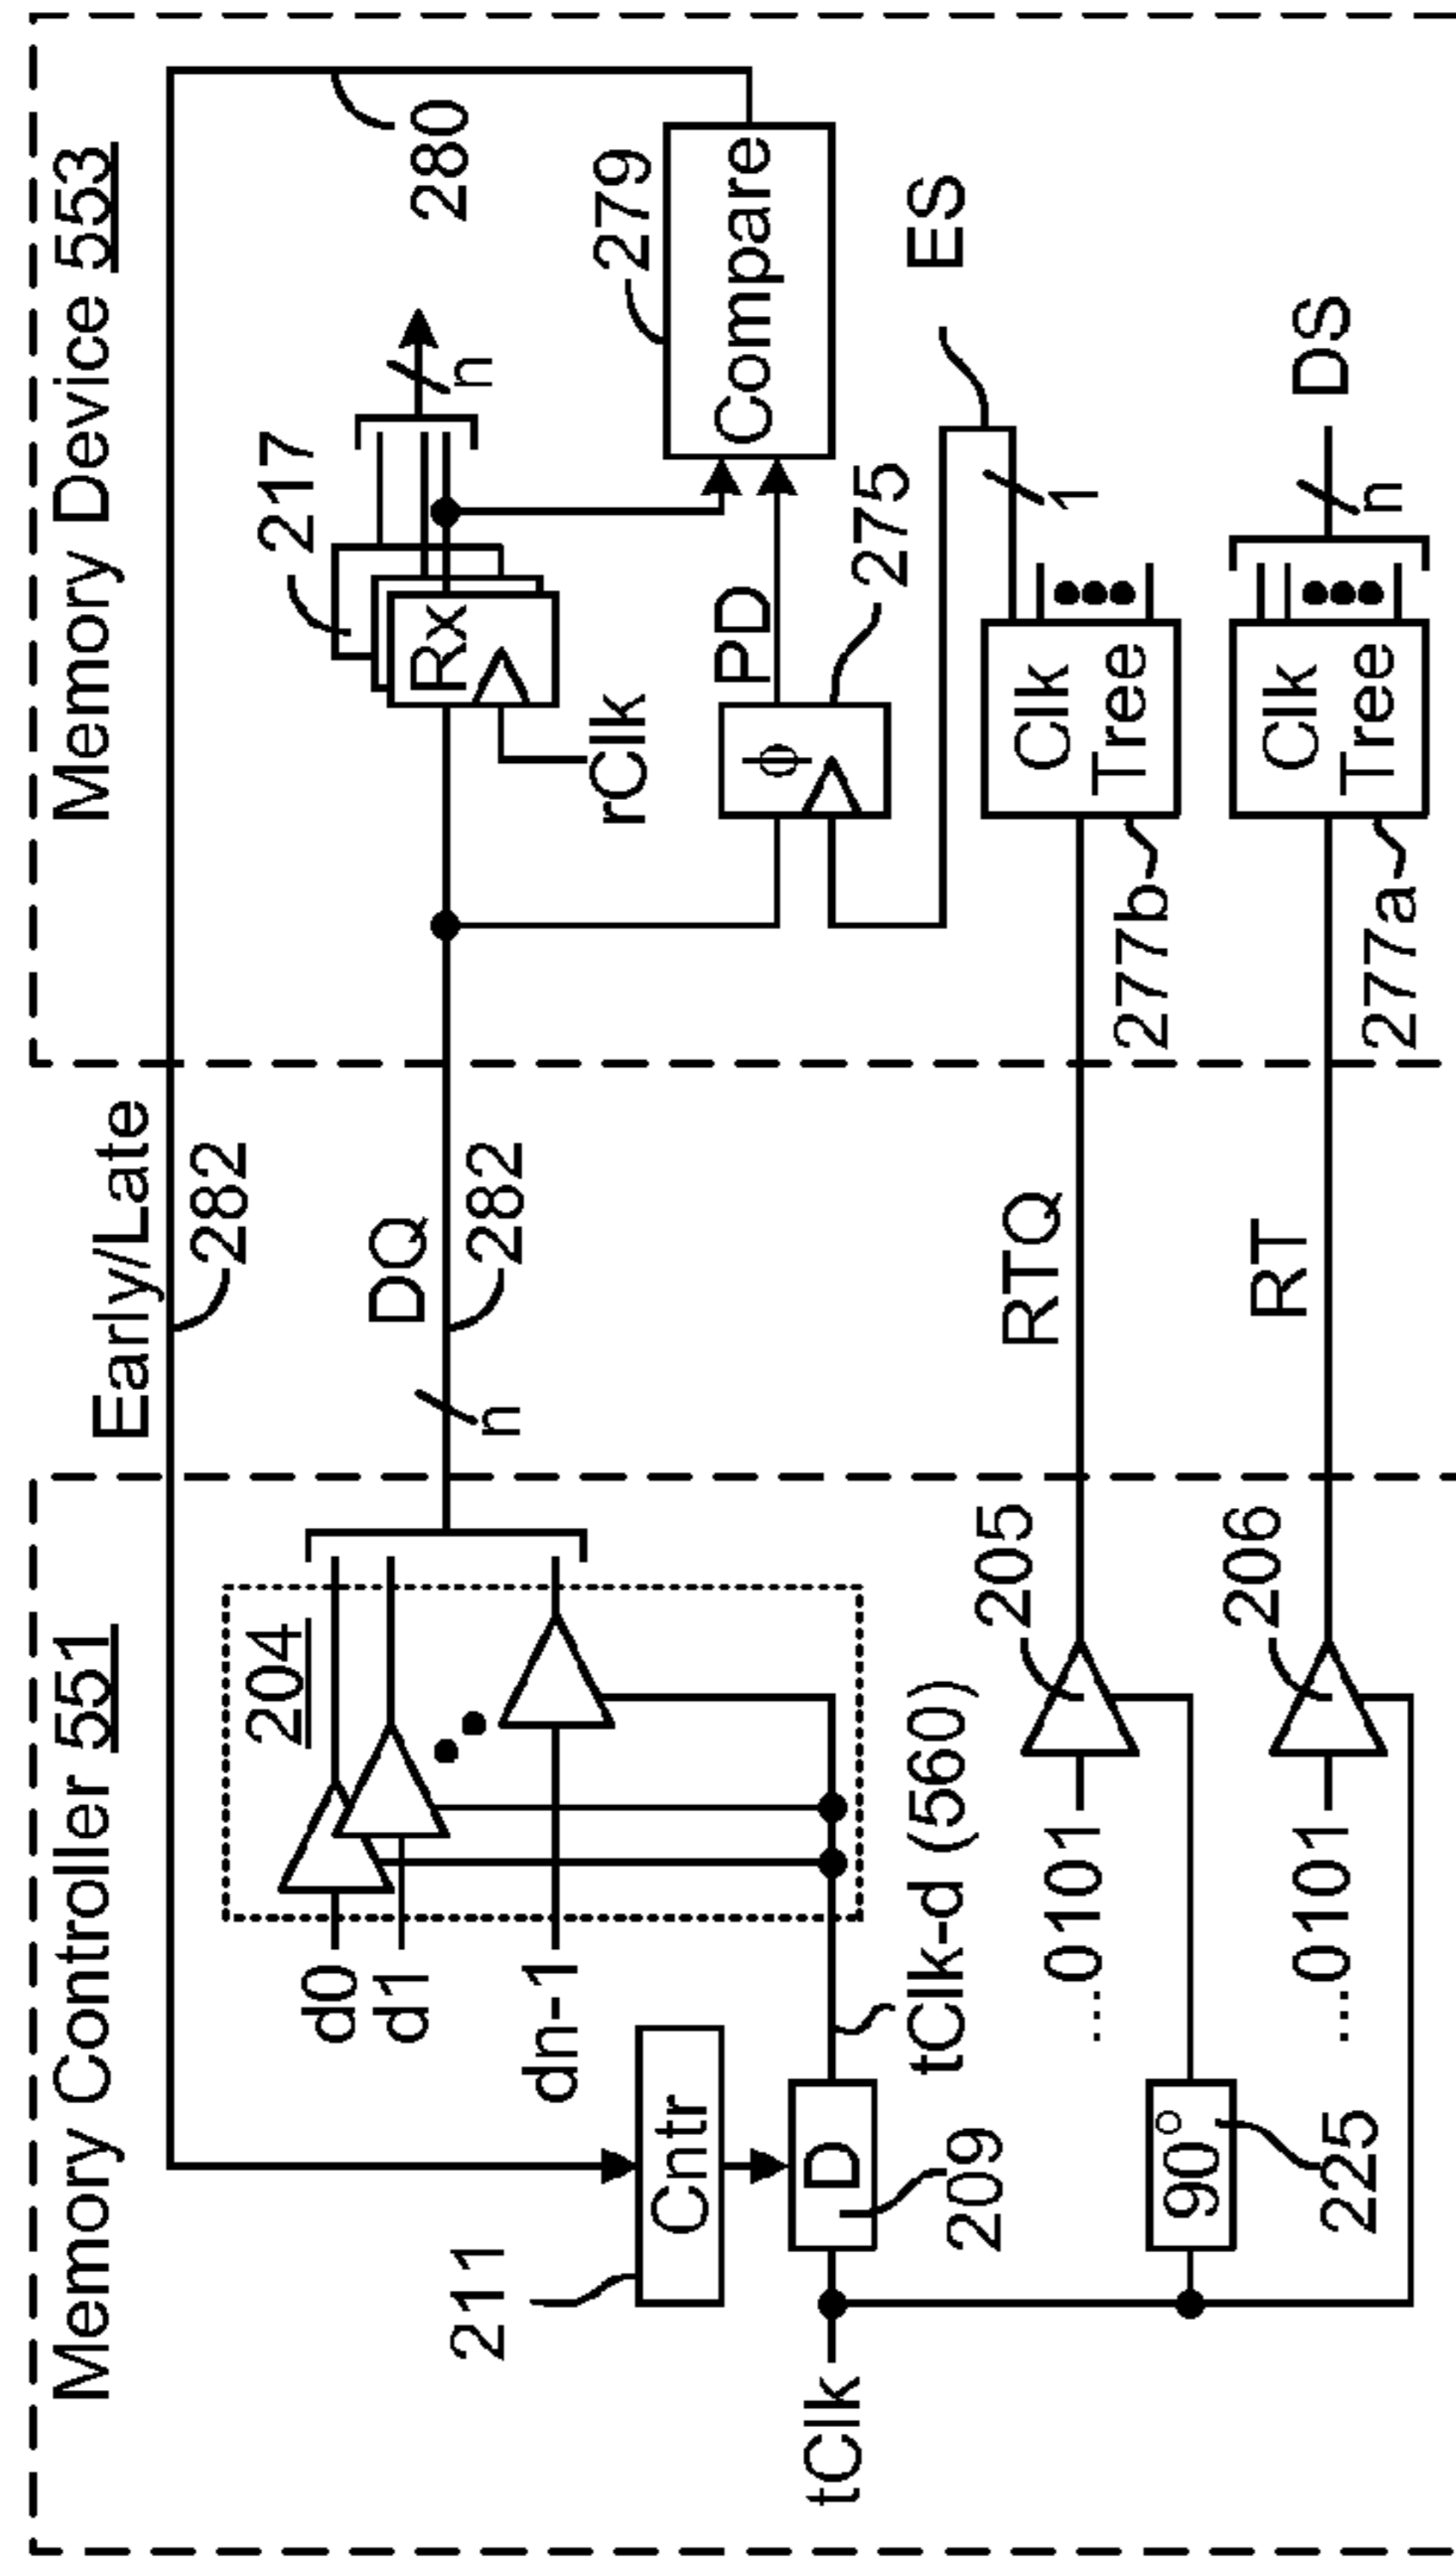 Memory Controller 551
Memory Device 553
Early/Late
282
280
204
d0
d1
dn-1
DQ
282
n
217
Rx
rClk
n
211
Cntr
D
209
tClk
tClk-d (560)
PD
ϕ
275
279
Compare
ES
1
90°
225
...0101
205
RTQ
Clk
Tree
277b
...0101
206
RT
Clk
Tree
277a
n
DS